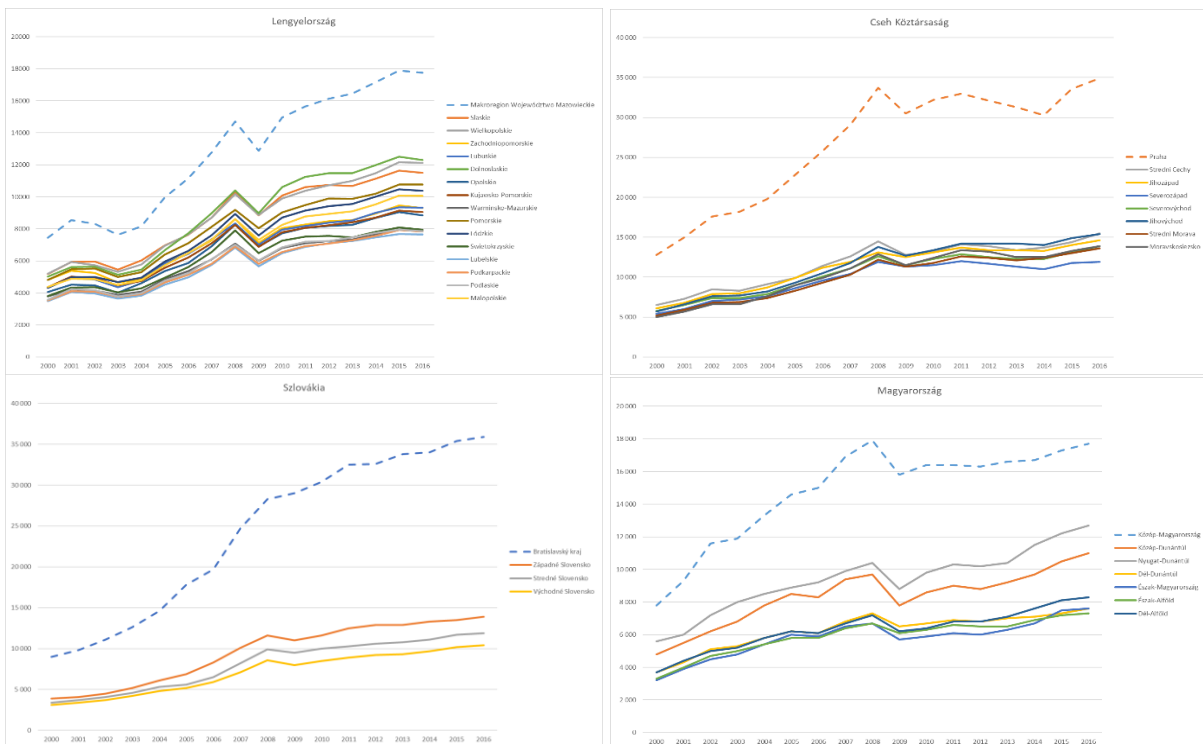 Lengyelország
20000
18000
16000
14000
12000
10000
8000
6000
4000
2000
0
2000 2001 2002 2003 2004 2005 2006 2007 2008 2009 2010 2011 2012 2013 2014 2015 2016
Makroregion Województwo Mazowieckie
Slaskie
Wielkopolskie
Zachodniopomorskie
Lubuskie
Dolnoslaskie
Opolskie
Kujawsko-Pomorskie
Warminsko-Mazurskie
Pomorskie
Łódzkie
Swietokrzyskie
Lubelskie
Podkarpackie
Podlaskie
Malopolskie
Cseh Köztársaság
40 000
35 000
30 000
25 000
20 000
15 000
10 000
5 000
0
2000 2001 2002 2003 2004 2005 2006 2007 2008 2009 2010 2011 2012 2013 2014 2015 2016
Praha
Stredni Cechy
Jihozápad
Severozápad
Severovýchod
Jihovýchod
Stredni Morava
Moravskoslezsko
Szlovákia
40 000
35 000
30 000
25 000
20 000
15 000
10 000
5 000
0
2000 2001 2002 2003 2004 2005 2006 2007 2008 2009 2010 2011 2012 2013 2014 2015 2016
Bratislavský kraj
Západné Slovensko
Stredné Slovensko
Východné Slovensko
Magyarország
20 000
18 000
16 000
14 000
12 000
10 000
8 000
6 000
4 000
2 000
0
2000 2001 2002 2003 2004 2005 2006 2007 2008 2009 2010 2011 2012 2013 2014 2015 2016
Közép-Magyarország
Közép-Dunántúl
Nyugat-Dunántúl
Dél-Dunántúl
Észak-Magyarország
Észak-Alföld
Dél-Alföld